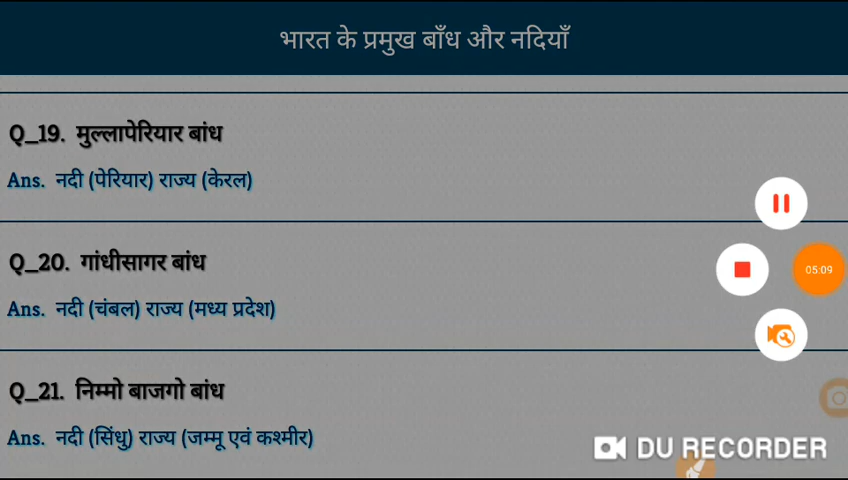 भारत के प्रमुख बाँध और नदियाँ
Q_19. मुल्लापेरियार बांध
Ans. नदी (पेरियार) राज्य (केरल)
Q_20. गांधीसागर बांध
Ans. नदी (चंबल) राज्य (मध्य प्रदेश)
05:09
Q_21. निम्मो बाजगो बांध
Ans. नदी (सिंधु) राज्य (जम्मू एवं कश्मीर)
DU RECORDER